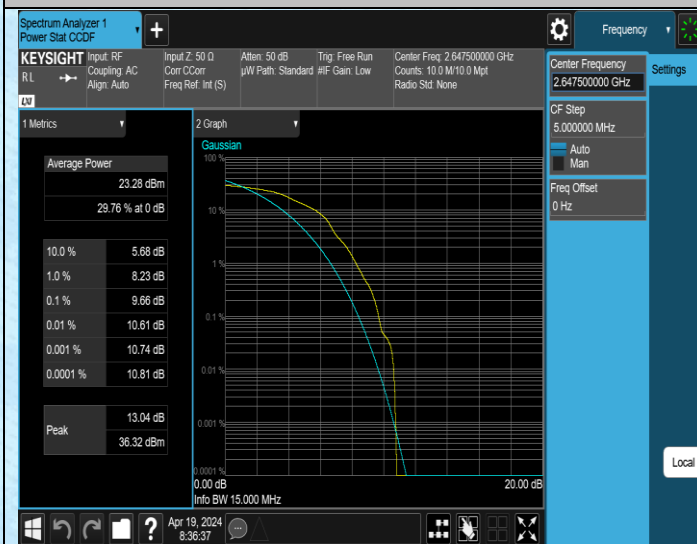 Spectrum Analyzer 1
Power Stat CCDF
Frequency
KEYSIGHT
RL
LXI
Input: RF
Coupling: AC
Align: Auto
Input Z: 50 Ω
Corr CCorr
Freq Ref: Int (S)
Atten: 50 dB
µW Path: Standard
Trig: Free Run
#IF Gain: Low
Center Freq: 2.647500000 GHz
Counts: 10.0 M/10.0 Mpt
Radio Std: None
Center Frequency
2.647500000 GHz
Settings
CF Step
5.000000 MHz
Auto
Man
Freq Offset
0 Hz
1 Metrics
Average Power
23.28 dBm
29.76 % at 0 dB
10.0 % 5.68 dB
1.0 % 8.23 dB
0.1 % 9.66 dB
0.01 % 10.61 dB
0.001 % 10.74 dB
0.0001 % 10.81 dB
Peak
13.04 dB
36.32 dBm
2 Graph
Gaussian
100 %
10 %
1 %
0.1 %
0.01 %
0.001 %
0.0001 %
0.00 dB 20.00 dB
Info BW 15.000 MHz
Local
?
Apr 19, 2024
8:36:37